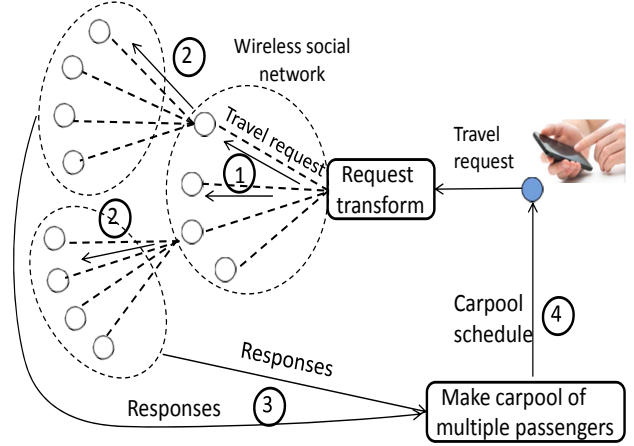 2
Wireless social
network
Travel request
1
Travel
request
Request
transform
2
Carpool
schedule
4
Responses
Responses
3
Make carpool of
multiple passengers